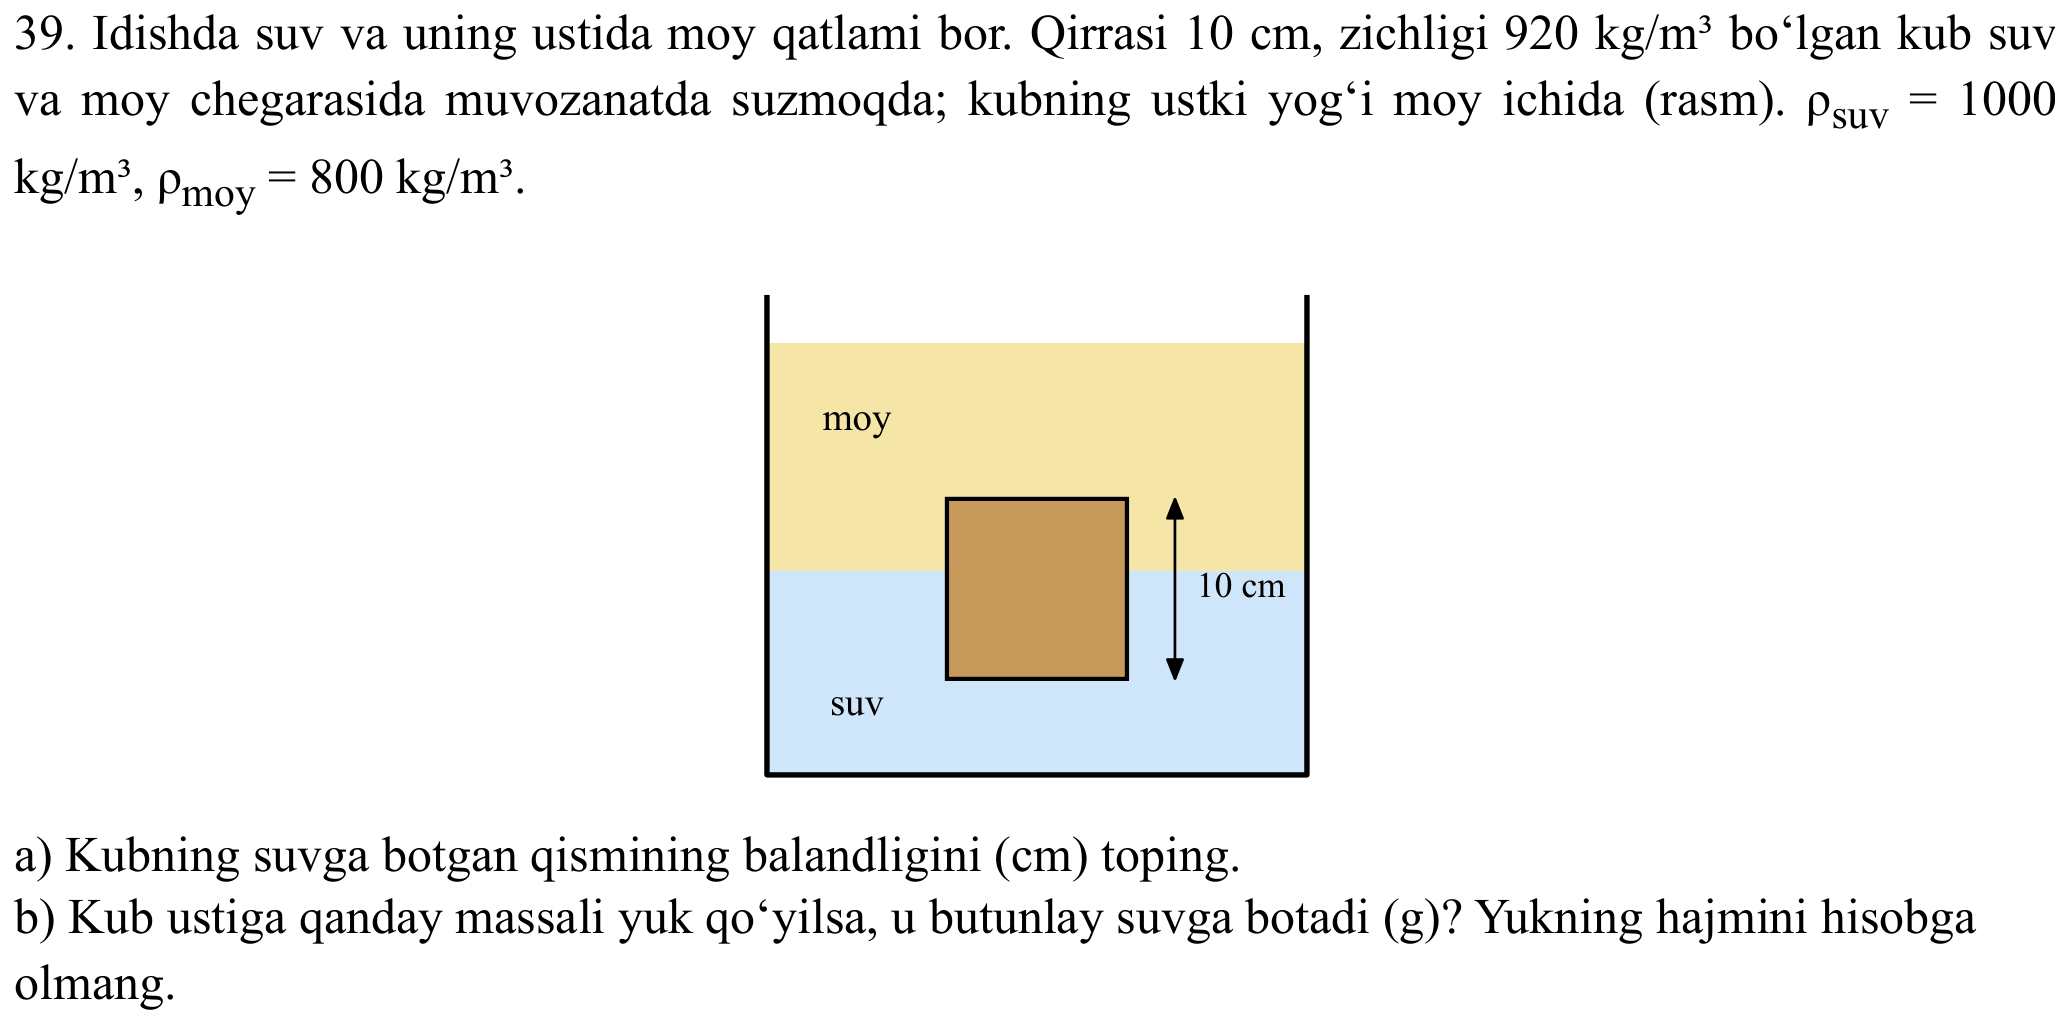 39. Idishda suv va uning ustida moy qatlami bor. Qirrasi 10 cm, zichligi 920 kg/m³ bo‘lgan kub suv
va moy chegarasida muvozanatda suzmoqda; kubning ustki yog‘i moy ichida (rasm). ρsuv = 1000
kg/m³, ρmoy = 800 kg/m³.
moy
10 cm
suv
a) Kubning suvga botgan qismining balandligini (cm) toping.
b) Kub ustiga qanday massali yuk qo‘yilsa, u butunlay suvga botadi (g)? Yukning hajmini hisobga
olmang.